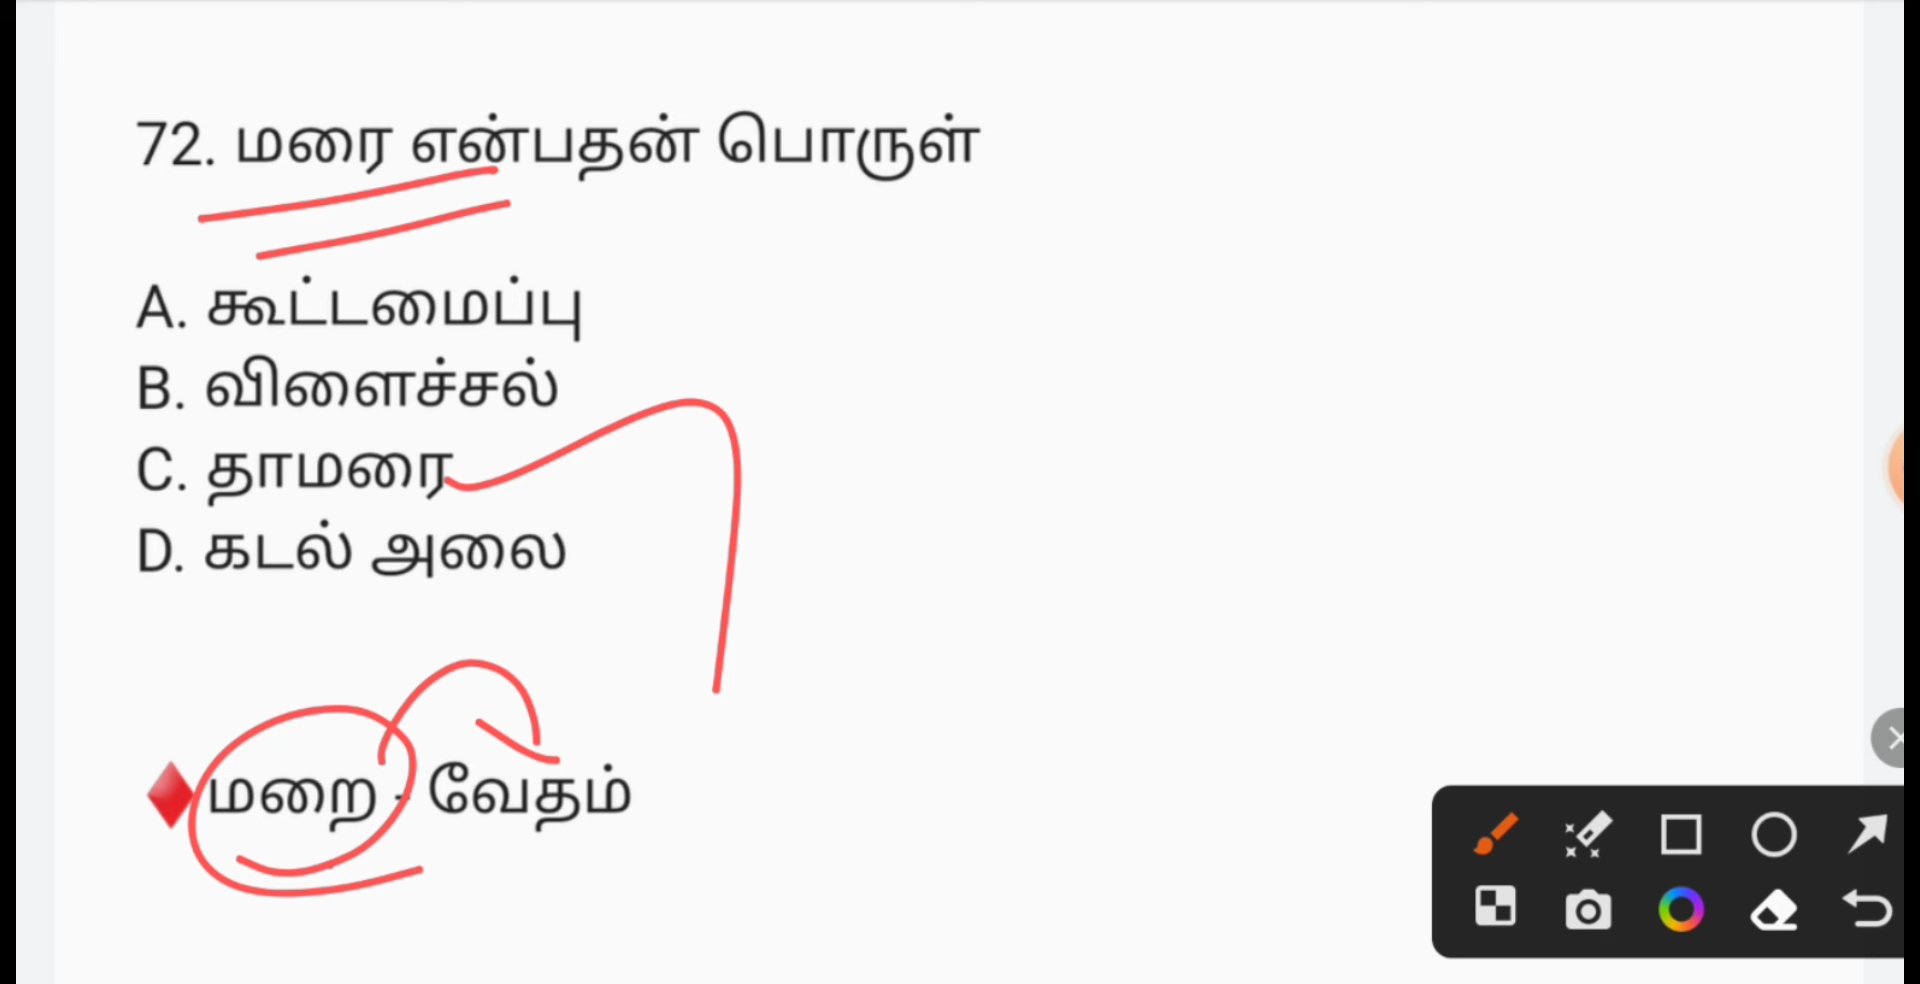 72. மரை என்பதன் பொருள்
A. கூட்டமைப்பு
B. விளைச்சல்
C. தாமரை
D. கடல் அலை
மறை - வேதம்